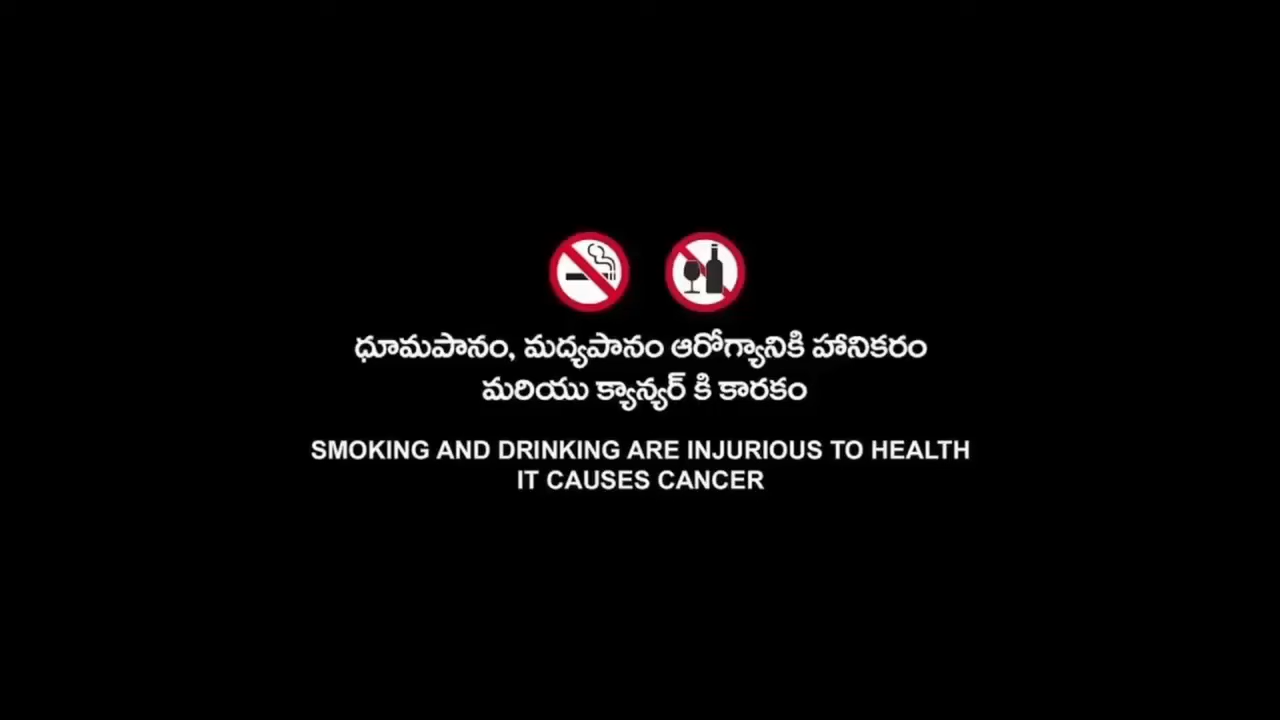 ధూమపానం, మద్యపానం ఆరోగ్యానికి హానికరం
మరియు క్యాన్సర్ కి కారకం
SMOKING AND DRINKING ARE INJURIOUS TO HEALTH
IT CAUSES CANCER